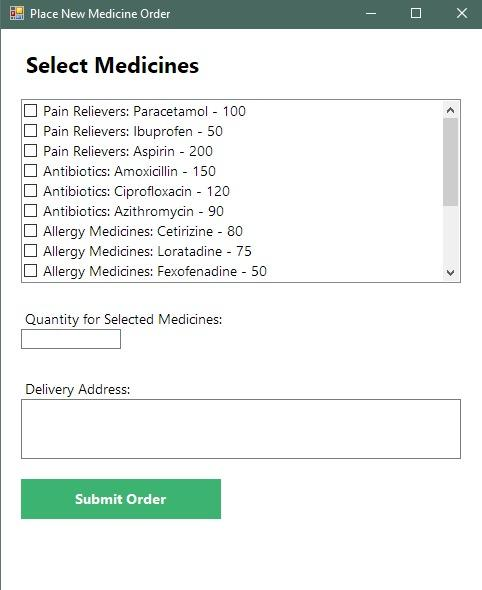 Place New Medicine Order
Select Medicines
Pain Relievers: Paracetamol - 100
Pain Relievers: Ibuprofen - 50
Pain Relievers: Aspirin - 200
Antibiotics: Amoxicillin - 150
Antibiotics: Ciprofloxacin - 120
Antibiotics: Azithromycin - 90
Allergy Medicines: Cetirizine - 80
Allergy Medicines: Loratadine - 75
Allergy Medicines: Fexofenadine - 50
Quantity for Selected Medicines:
Delivery Address:
Submit Order